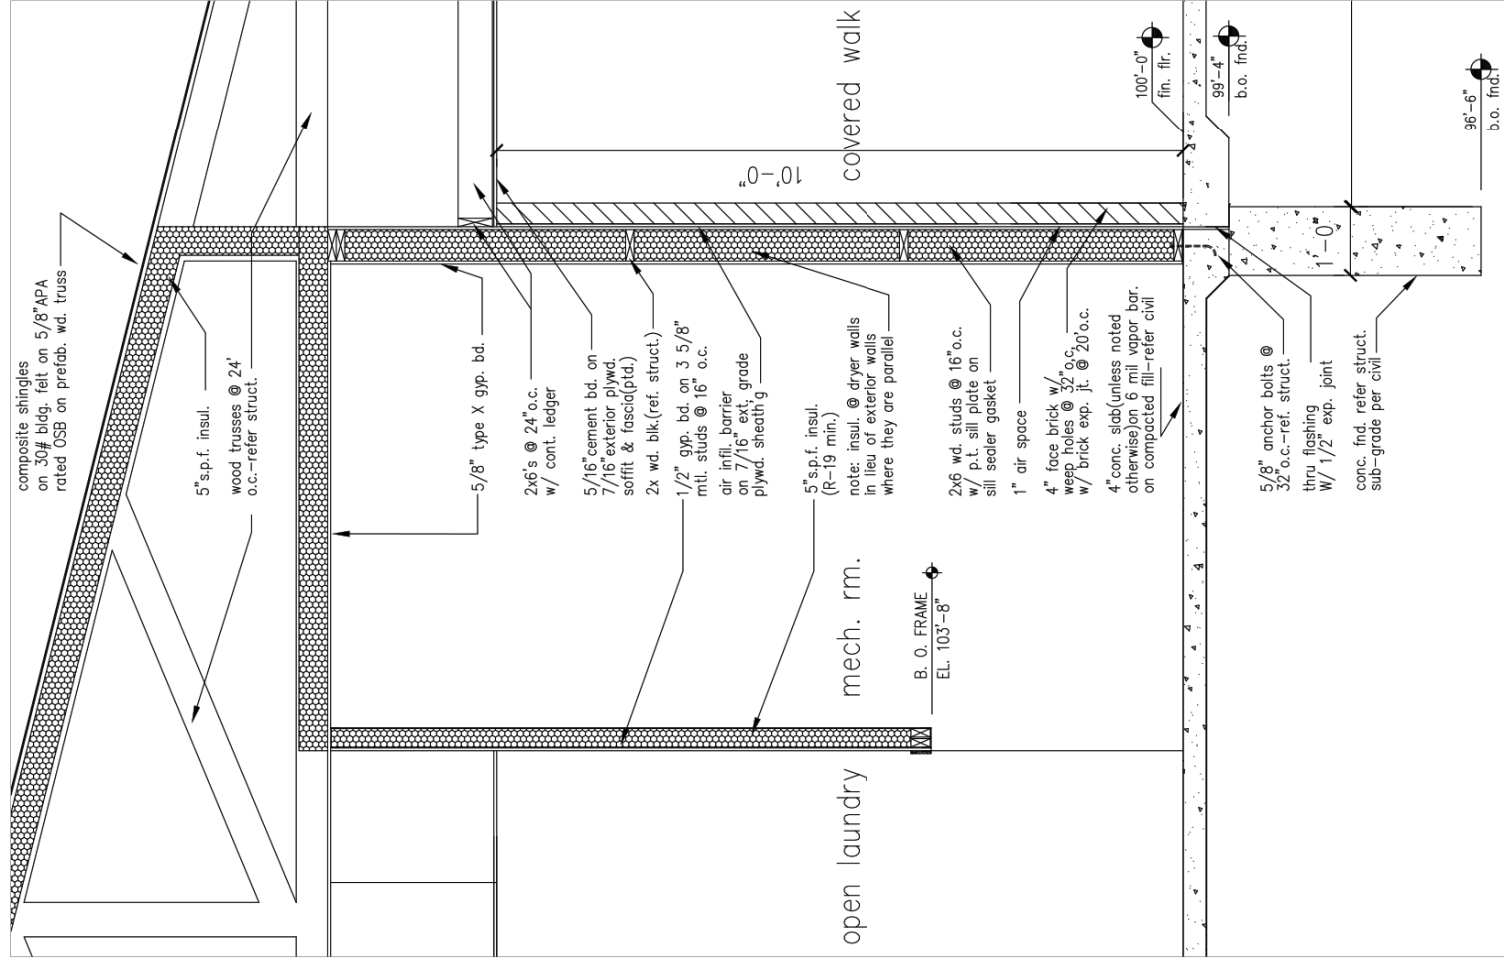 composite shingles
on 30# bldg. felt on 5/8"APA
rated OSB on prefab. wd. truss
5"s.p.f. insul.
wood trusses @ 24'
o.c.-refer struct.
5/8" type X gyp. bd.
2x6's @ 24"o.c.
w/ cont. ledger
5/16"cement bd. on
7/16"exterior plywd.
soffit & fascia(ptd.)
2x wd. blk.(ref. struct.)
1/2" gyp. bd. on 3 5/8"
mtl. studs @ 16" o.c.
air infil. barrier
on 7/16" ext. grade
plywd. sheath'g
5"s.p.f. insul.
(R-19 min.)
note: insul. @ dryer walls
in lieu of exterior walls
where they are parallel
2x6 wd. studs @ 16"o.c.
w/ p.t. sill plate on
sill sealer gasket
1" air space
4" face brick w/
weep holes @ 32"o.c.
w/ brick exp. jt. @ 20'o.c.
4"conc. slab(unless noted
otherwise)on 6 mil vapor bar.
on compacted fill-refer civil
5/8" anchor bolts @
32"o.c.-ref. struct.
thru flashing
W/ 1/2" exp. joint
conc. fnd. refer struct.
sub-grade per civil
10'-0"
open laundry
mech. rm.
covered walk
B. O. FRAME
EL. 103'-8"
100'-0"
fin. flr.
99'-4"
b.o. fnd.
1'-0"
96'-6"
b.o. fnd.